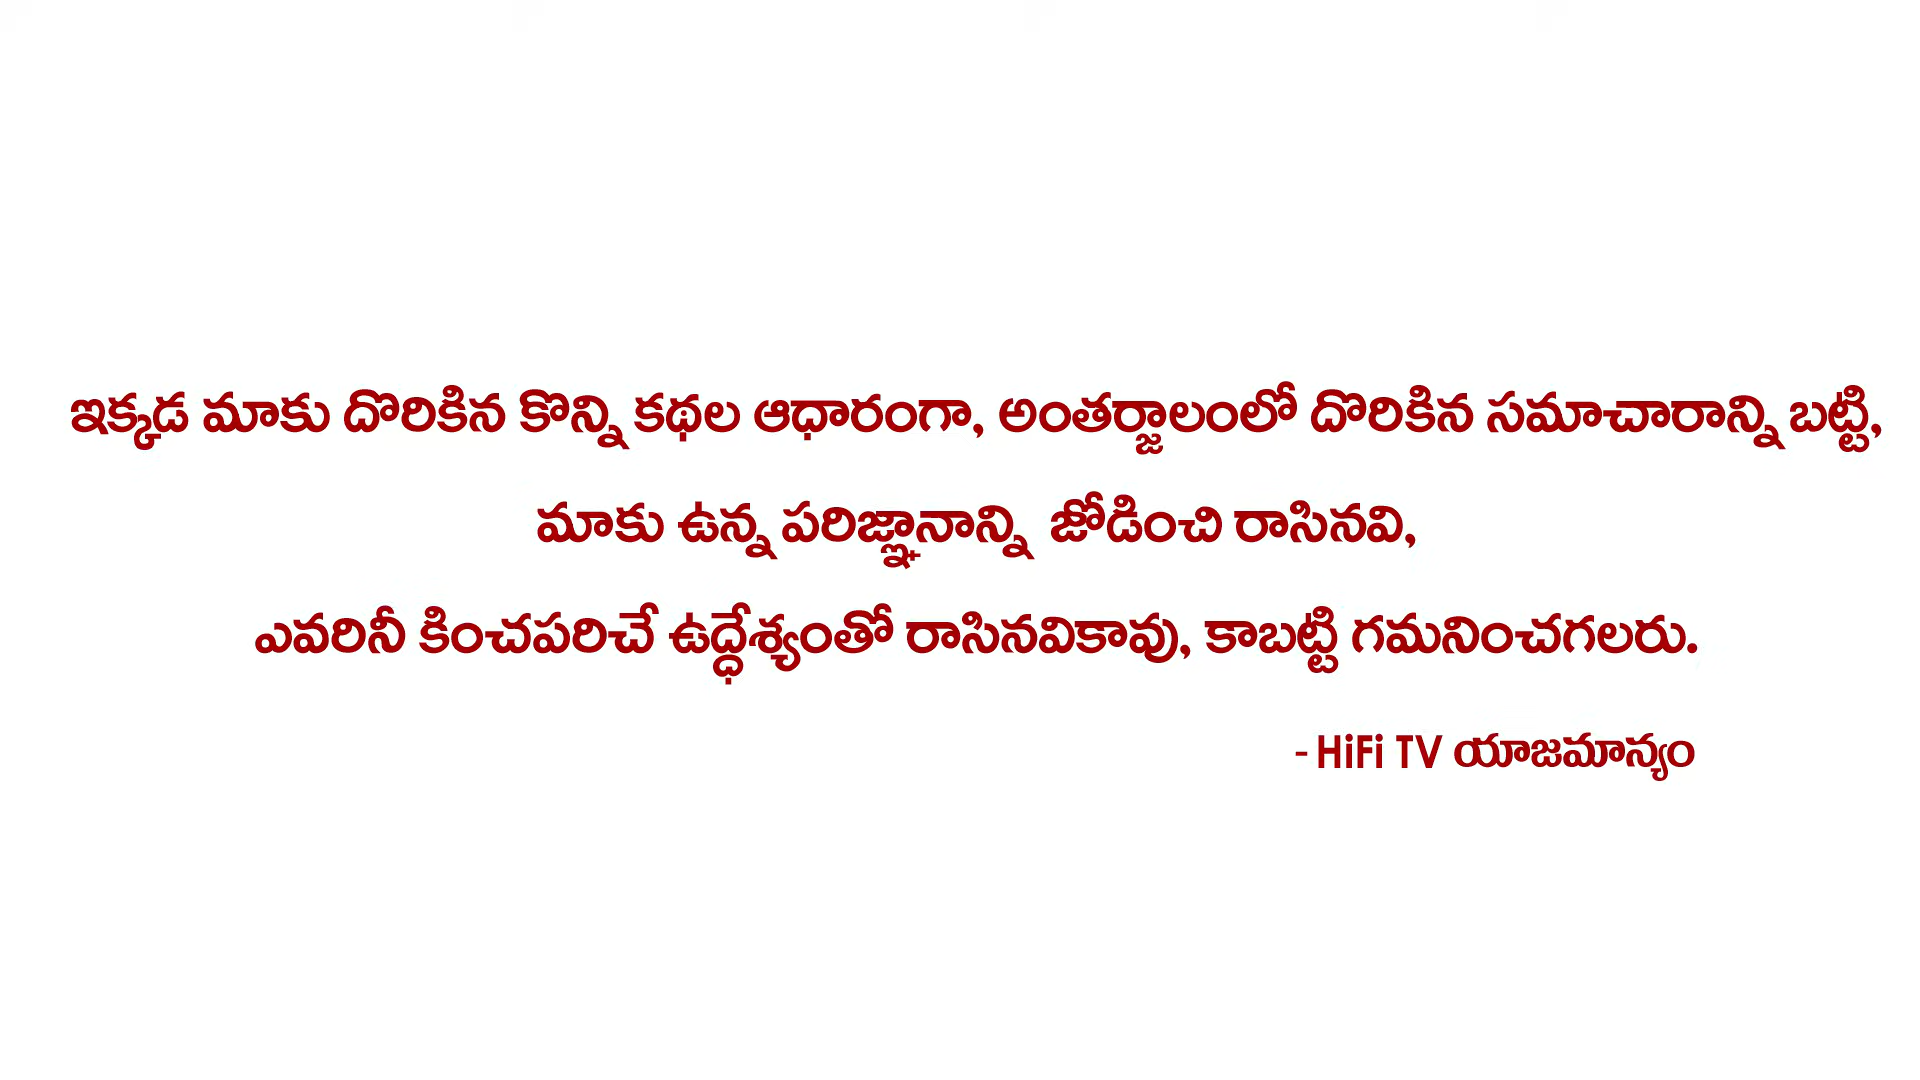 ఇక్కడ మాకు దొరికిన కొన్ని కథల ఆధారంగా, అంతర్జాలంలో దొరికిన సమాచారాన్ని బట్టి,
మాకు ఉన్న పరిజ్ఞానాన్ని జోడించి రాసినవి,
ఎవరినీ కించపరిచే ఉద్ధేశ్యంతో రాసినవికావు, కాబట్టి గమనించగలరు.
- HiFi TV యాజమాన్యం